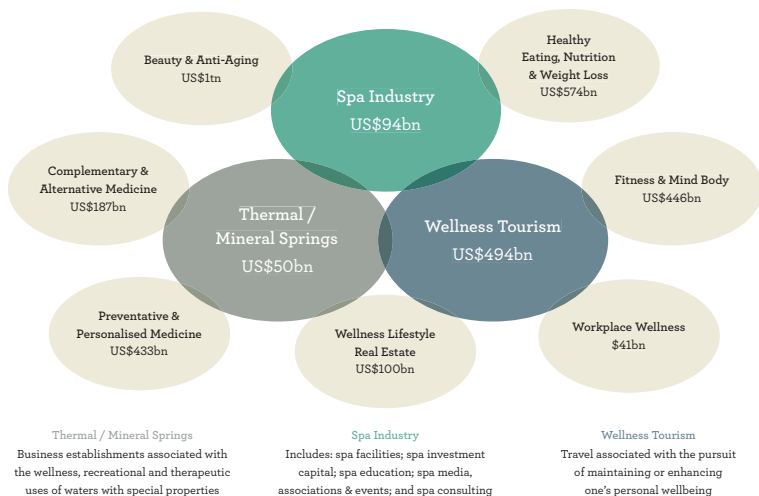 Beauty & Anti-Aging
US$1tn
Healthy
Eating, Nutrition
& Weight Loss
US$574bn
Spa Industry
US$94bn
Complementary &
Alternative Medicine
US$187bn
Fitness & Mind Body
US$446bn
Thermal /
Mineral Springs
US$50bn
Wellness Tourism
US$494bn
Preventative &
Personalised Medicine
US$433bn
Wellness Lifestyle
Real Estate
US$100bn
Workplace Wellness
$41bn
Thermal / Mineral Springs
Business establishments associated with
the wellness, recreational and therapeutic
uses of waters with special properties
Spa Industry
Includes: spa facilities; spa investment
capital; spa education; spa media,
associations & events; and spa consulting
Wellness Tourism
Travel associated with the pursuit
of maintaining or enhancing
one's personal wellbeing